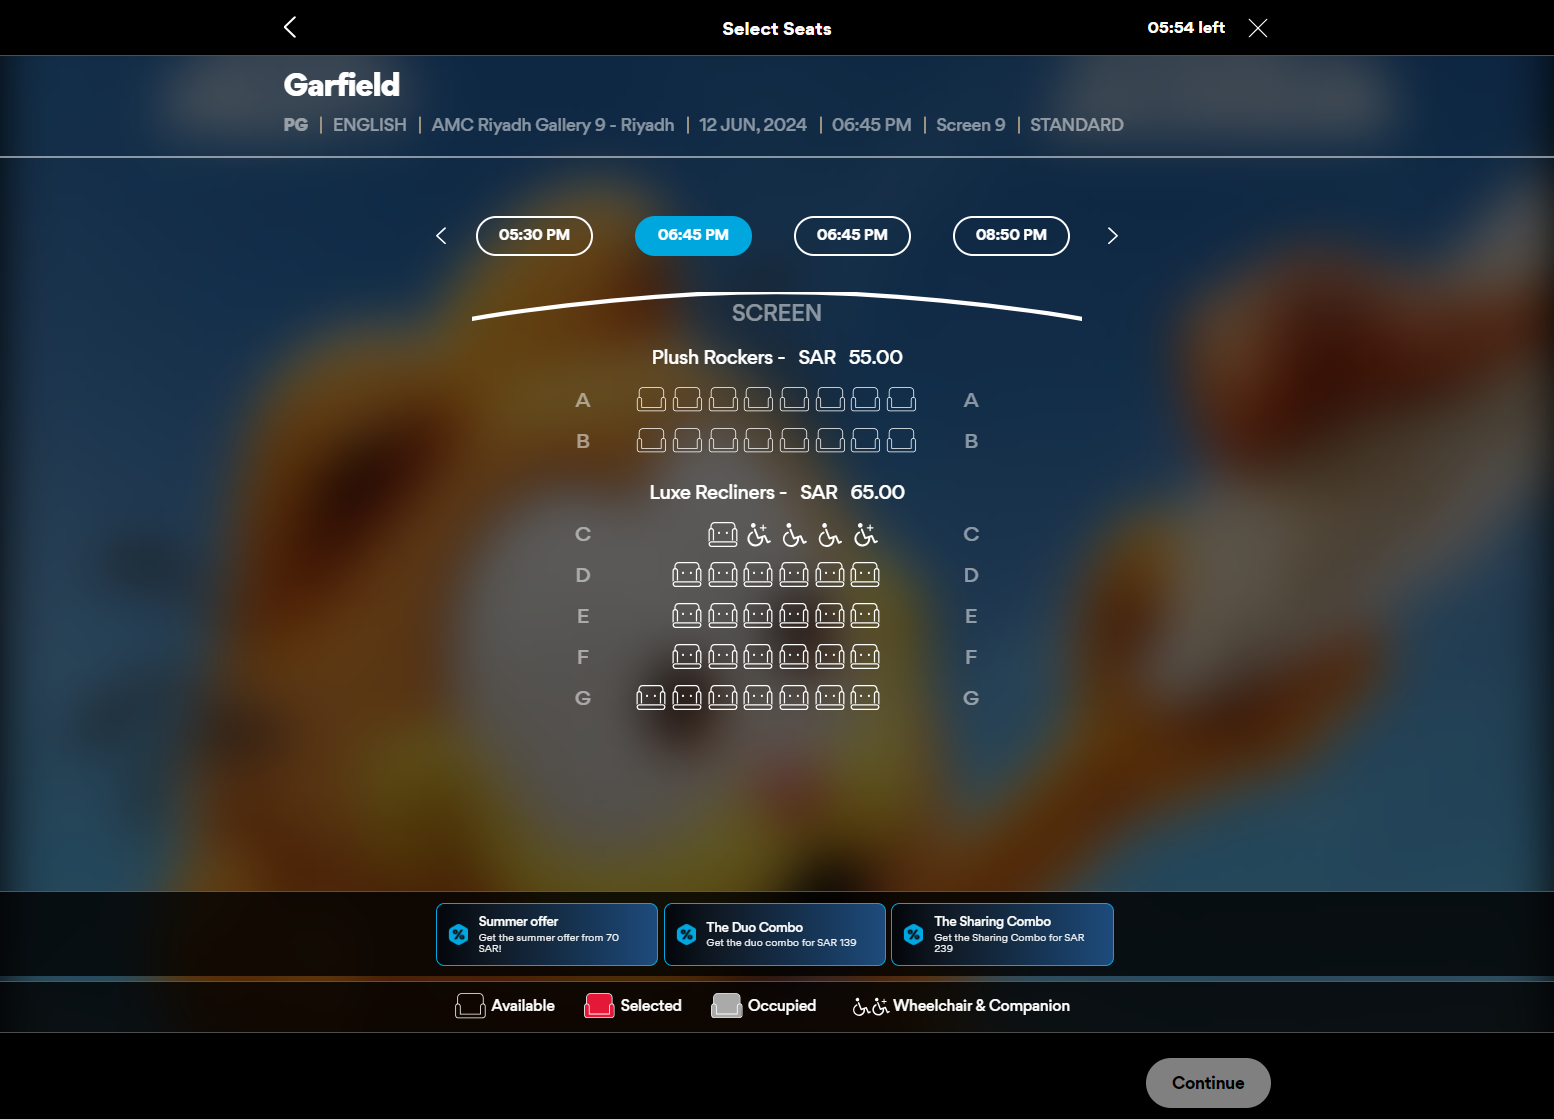 Select Seats
05:54 left
Garfield
PG | ENGLISH | AMC Riyadh Gallery 9 - Riyadh | 12 JUN, 2024 | 06:45 PM | Screen 9 | STANDARD
05:30 PM 06:45 PM 06:45 PM 08:50 PM
SCREEN
Plush Rockers - SAR 55.00
A A
B B
Luxe Recliners - SAR 65.00
C C
D D
E E
F F
G G
Summer offer
Get the summer offer from 70
SAR!
The Duo Combo
Get the duo combo for SAR 139
The Sharing Combo
Get the Sharing Combo for SAR
239
Available Selected Occupied Wheelchair & Companion
Continue